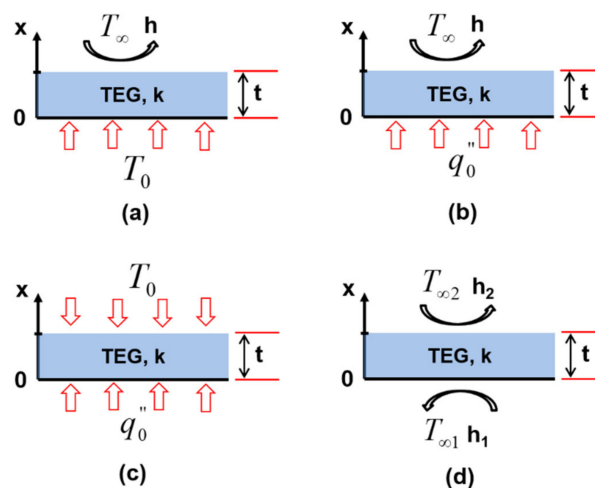 x
T∞ h
TEG, k
t
0
T0
(a)
x
T∞ h
TEG, k
t
0
q0"
(b)
T0
x
TEG, k
t
0
q0"
(c)
x
T∞2 h2
TEG, k
t
0
T∞1 h1
(d)